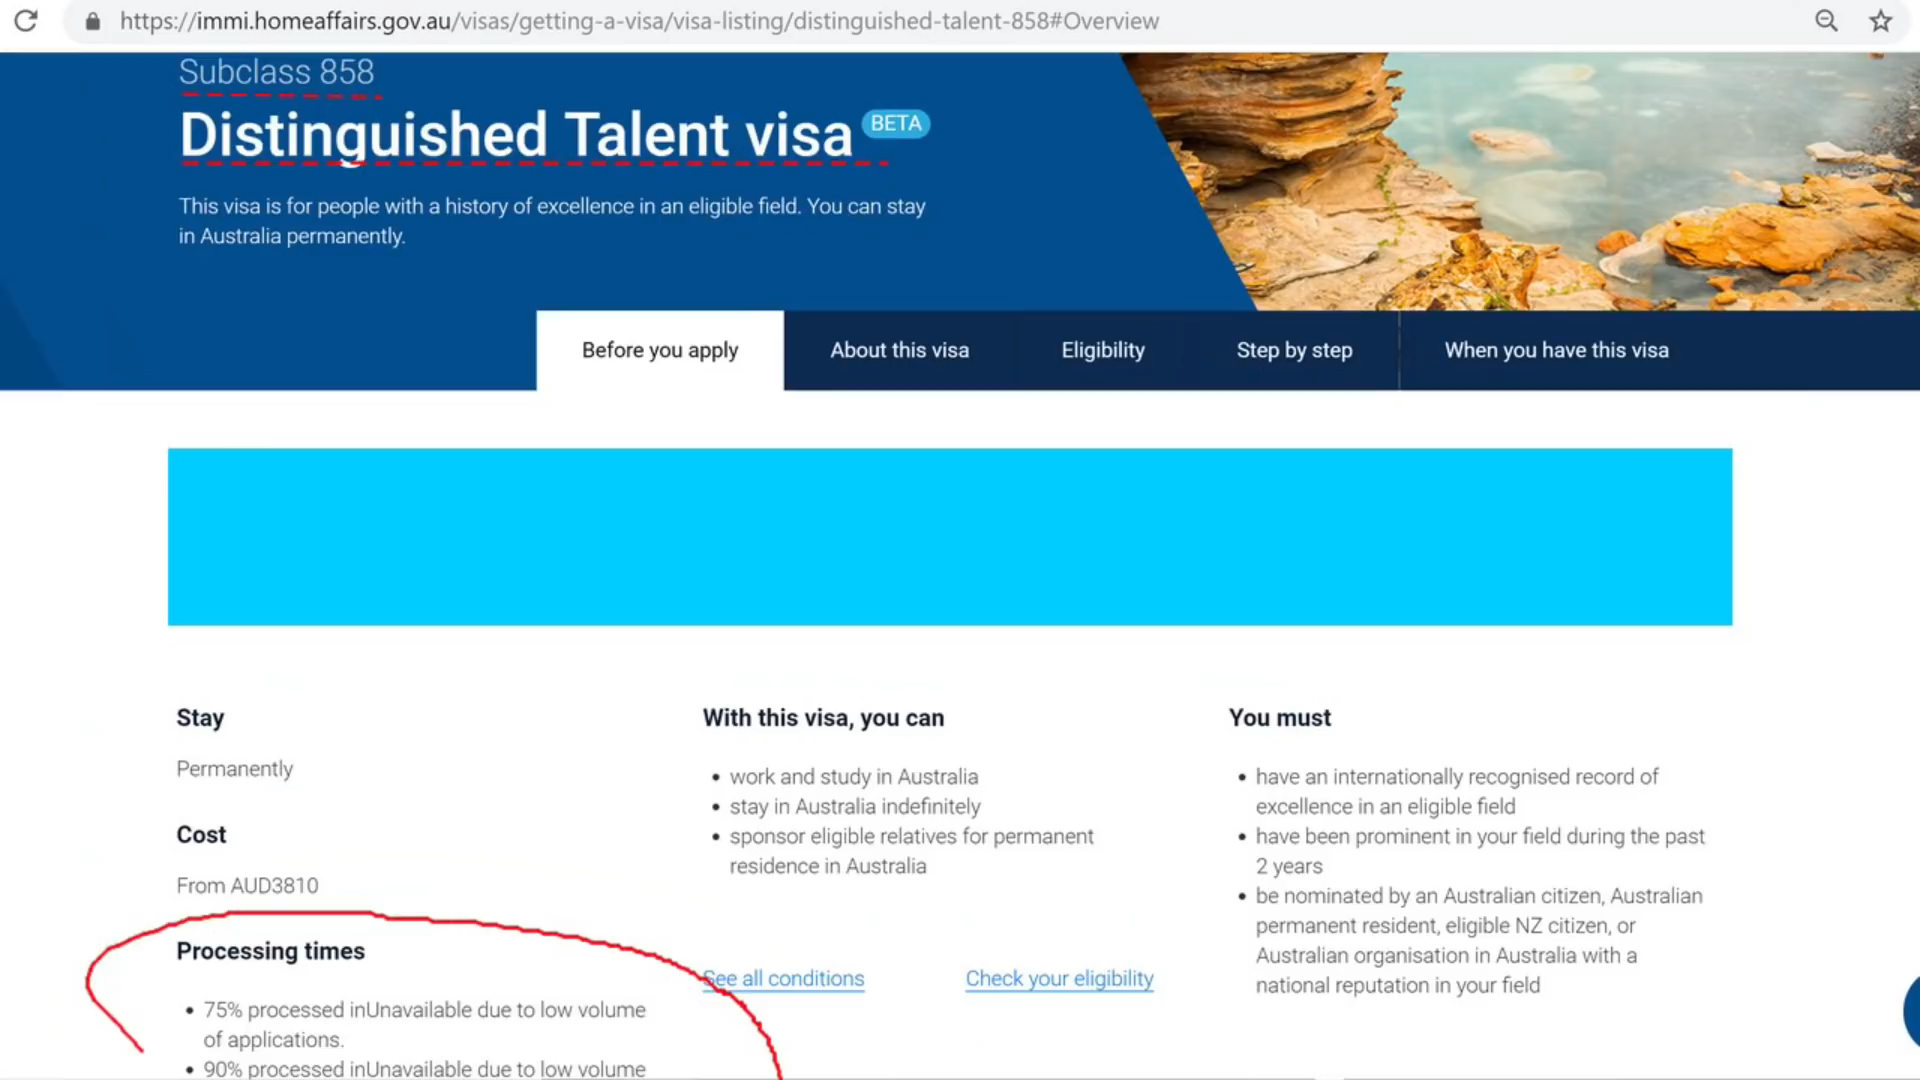 https://immi.homeaffairs.gov.au/visas/getting-a-visa/visa-listing/distinguished-talent-858#Overview
Subclass 858
Distinguished Talent visa BETA
This visa is for people with a history of excellence in an eligible field. You can stay
in Australia permanently.
Before you apply
About this visa
Eligibility
Step by step
When you have this visa
Stay
Permanently
Cost
From AUD3810
Processing times
• 75% processed inUnavailable due to low volume
of applications.
• 90% processed inUnavailable due to low volume
With this visa, you can
• work and study in Australia
• stay in Australia indefinitely
• sponsor eligible relatives for permanent
residence in Australia
See all conditions
Check your eligibility
You must
• have an internationally recognised record of
excellence in an eligible field
• have been prominent in your field during the past
2 years
• be nominated by an Australian citizen, Australian
permanent resident, eligible NZ citizen, or
Australian organisation in Australia with a
national reputation in your field